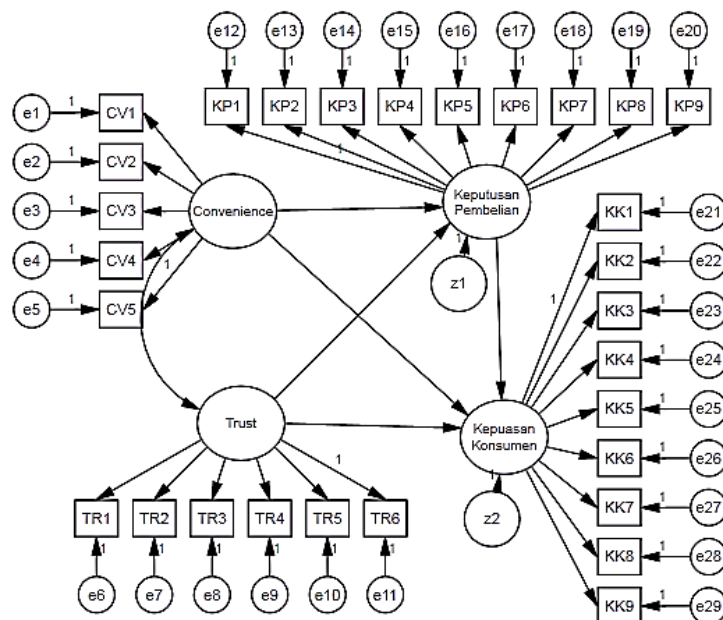 e12 e13 e14 e15 e16 e17 e18 e19 e20
1 1 1 1 1 1 1 1 1
KP1 KP2 KP3 KP4 KP5 KP6 KP7 KP8 KP9
1
e1 1 CV1
e2 1 CV2
e3 1 CV3
e4 1 CV4
e5 1 CV5
1
Convenience
Keputusan
Pembelian
1
z1
KK1 1 e21
KK2 1 e22
KK3 1 e23
KK4 1 e24
KK5 1 e25
KK6 1 e26
KK7 1 e27
KK8 1 e28
KK9 1 e29
1
Trust
Kepuasan
Konsumen
1
z2
1
TR1 TR2 TR3 TR4 TR5 TR6
1 1 1 1 1 1
e6 e7 e8 e9 e10 e11